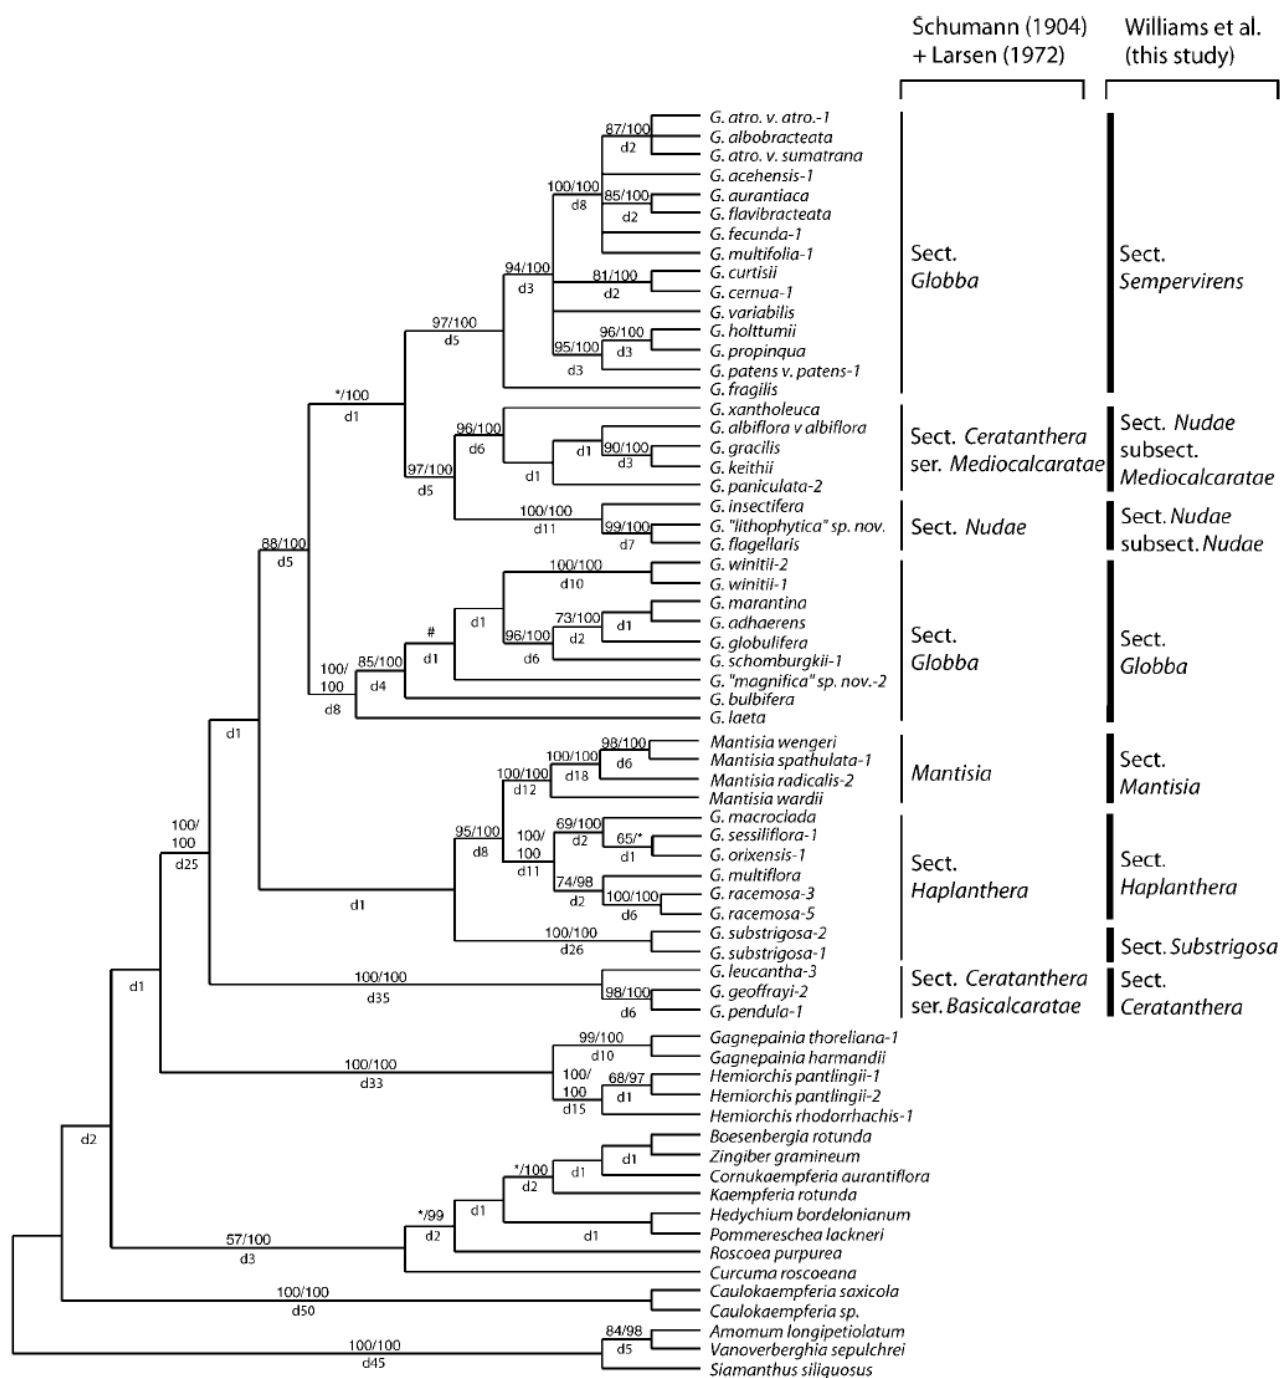 Schumann (1904)
+ Larsen (1972)
Williams et al.
(this study)
G. atro. v. atro.-1
87/100
G. albobracteata
d2
G. atro. v. sumatrana
G. acehensis-1
100/100
85/100
G. aurantiaca
d8
d2
G. flavibracteata
G. fecunda-1
G. multifolia-1
Sect.
Globba
Sect.
Sempervirens
94/100
81/100
G. curtisii
d3
d2
G. cernua-1
G. variabilis
97/100
96/100
G. holttumii
d5
95/100
d3
G. propinqua
d3
G. patens v. patens-1
G. fragilis
*/100
d1
G. xantholeuca
96/100
G. albiflora v albiflora
d6
d1
90/100
G. gracilis
Sect. Ceratanthera
ser. Mediocalcaratae
Sect. Nudae
subsect.
Mediocalcaratae
97/100
d1
d3
G. keithii
d5
G. paniculata-2
G. insectifera
100/100
99/100
G. "lithophytica" sp. nov.
d11
d7
G. flagellaris
Sect. Nudae
Sect. Nudae
subsect. Nudae
88/100
d5
100/100
G. winitii-2
d10
G. winitii-1
G. marantina
d1
73/100
d1
G. adhaerens
#
96/100
d2
G. globulifera
d1
d6
G. schomburgkii-1
Sect.
Globba
Sect.
Globba
100/
100
85/100
d4
G. "magnifica" sp. nov.-2
d8
G. bulbifera
G. laeta
d1
98/100
Mantisia wengeri
100/100
d6
Mantisia spathulata-1
100/100
d18
Mantisia radicalis-2
d12
Mantisia wardii
Mantisia
Sect.
Mantisia
69/100
G. macroclada
95/100
100/
100
d2
65/*
G. sessiliflora-1
d8
d11
d1
G. orixensis-1
74/98
G. multiflora
d2
100/100
G. racemosa-3
d6
G. racemosa-5
Sect.
Haplanthera
Sect.
Haplanthera
100/
100
d25
d1
100/100
G. substrigosa-2
d26
G. substrigosa-1
Sect. Substrigosa
100/100
G. leucantha-3
d35
98/100
G. geoffrayi-2
d6
G. pendula-1
Sect. Ceratanthera
ser. Basicalcaratae
Sect.
Ceratanthera
d1
99/100
Gagnepainia thoreliana-1
d10
Gagnepainia harmandii
100/100
d33
100/
100
68/97
Hemiorchis pantlingii-1
d15
d1
Hemiorchis pantlingii-2
Hemiorchis rhodorrhachis-1
d2
Boesenbergia rotunda
d1
Zingiber gramineum
*/100
d1
Cornukaempferia aurantiflora
d2
Kaempferia rotunda
*/99
d1
Hedychium bordelonianum
d2
d1
Pommereschea lackneri
57/100
Roscoea purpurea
d3
Curcuma roscoeana
100/100
Caulokaempferia saxicola
d50
Caulokaempferia sp.
84/98
Amomum longipetiolatum
100/100
d5
Vanoverberghia sepulchrei
d45
Siamanthus siliquosus